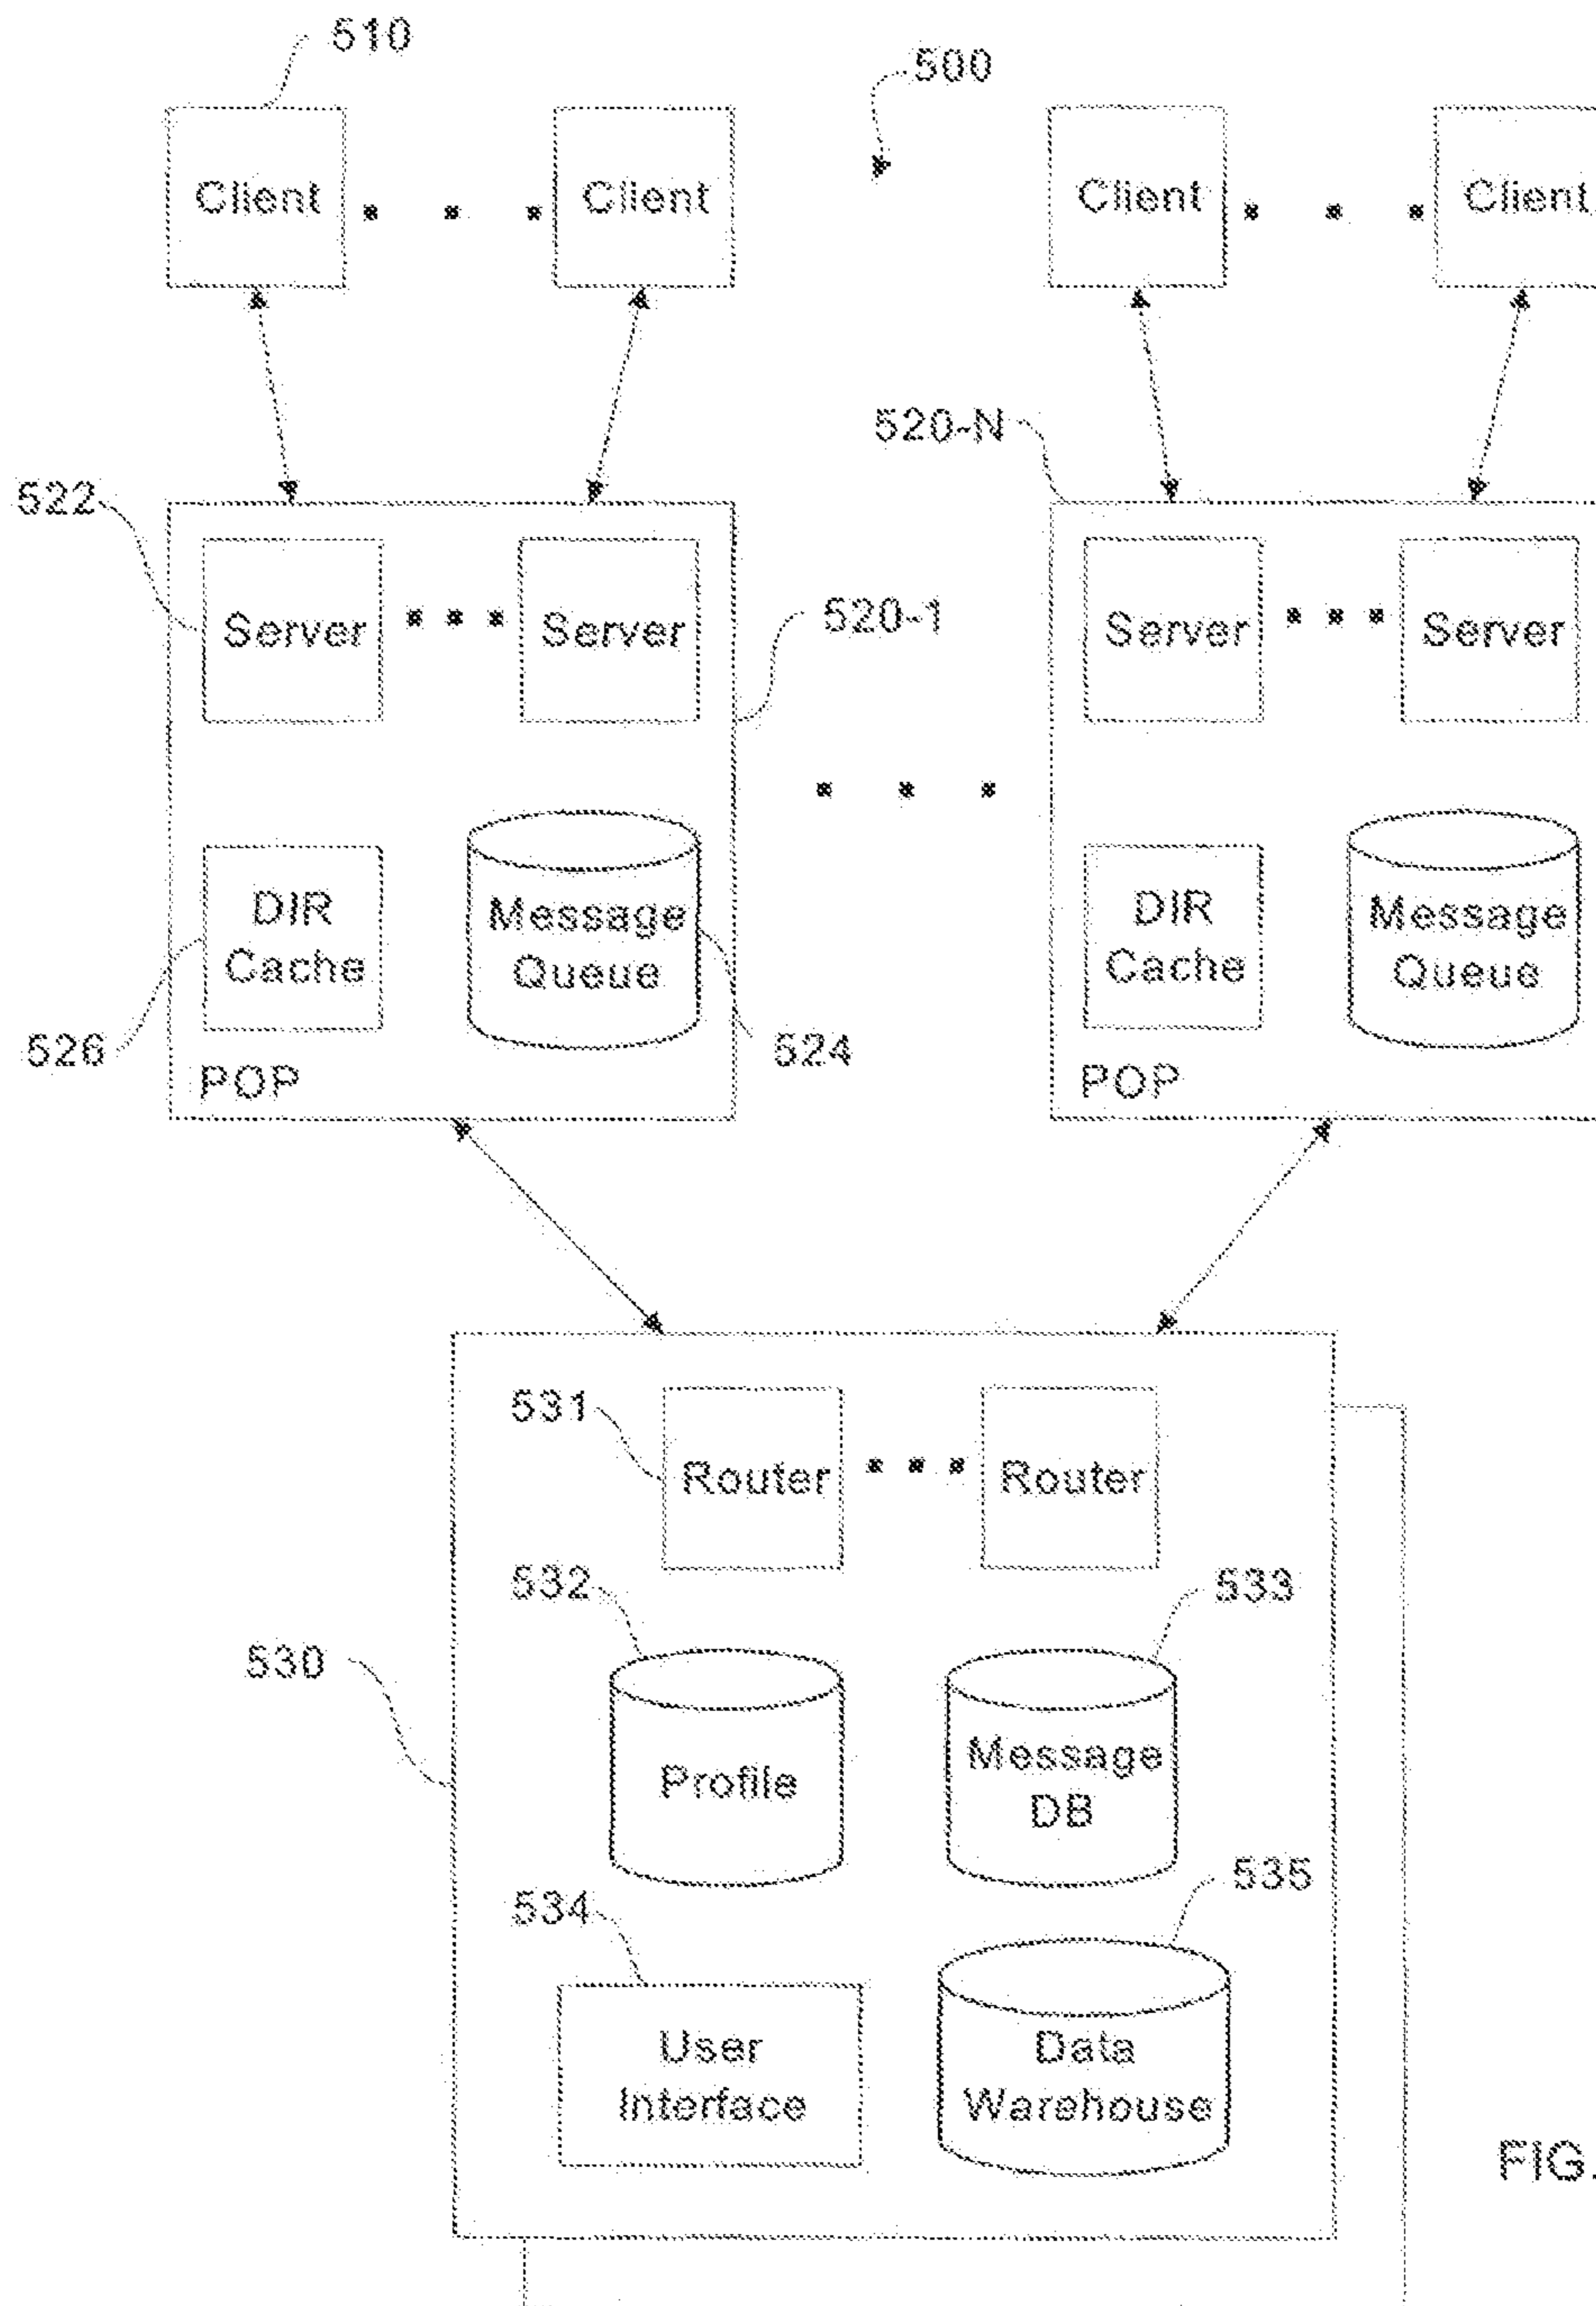 510
500
Client
Client
Client
Client
520-N
522
Server
Server
520-1
Server
Server
DIR
Cache
Message
Queue
DIR
Cache
Message
Queue
526
524
POP
POP
531
Router
Router
532
533
530
Profile
Message
DB
534
535
User
Interface
Data
Warehouse
FIG.